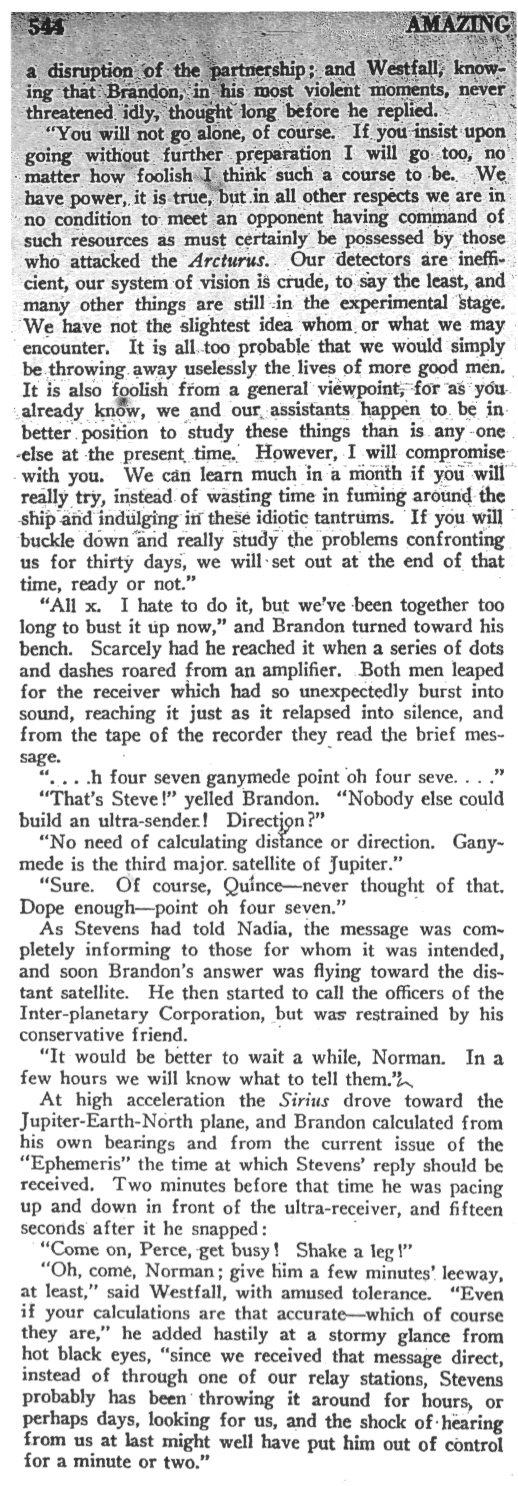 544 AMAZING
a disruption of the partnership; and Westfall, know-
ing that Brandon, in his most violent moments, never
threatened idly, thought long before he replied.
“You will not go alone, of course. If you insist upon
going without further preparation I will go too, no
matter how foolish I think such a course to be. We
have power, it is true, but in all other respects we are in
no condition to meet an opponent having command of
such resources as must certainly be possessed by those
who attacked the Arcturus. Our detectors are ineffi-
cient, our system of vision is crude, to say the least, and
many other things are still in the experimental stage.
We have not the slightest idea whom or what we may
encounter. It is all too probable that we would simply
be throwing away uselessly the lives of more good men.
It is also foolish from a general viewpoint, for as you
already know, we and our assistants happen to be in
better position to study these things than is any one
else at the present time. However, I will compromise
with you. We can learn much in a month if you will
really try, instead of wasting time in fuming around the
ship and indulging in these idiotic tantrums. If you will
buckle down and really study the problems confronting
us for thirty days, we will set out at the end of that
time, ready or not.”
“All x. I hate to do it, but we’ve been together too
long to bust it up now,” and Brandon turned toward his
bench. Scarcely had he reached it when a series of dots
and dashes roared from an amplifier. Both men leaped
for the receiver which had so unexpectedly burst into
sound, reaching it just as it relapsed into silence, and
from the tape of the recorder they read the brief mes-
sage.
“. . . .h four seven ganymede point oh four seve. . . .”
“That’s Steve!” yelled Brandon. “Nobody else could
build an ultra-sender! Direction?”
“No need of calculating distance or direction. Gany-
mede is the third major satellite of Jupiter.”
“Sure. Of course, Quince—never thought of that.
Dope enough—point oh four seven.”
As Stevens had told Nadia, the message was com-
pletely informing to those for whom it was intended,
and soon Brandon’s answer was flying toward the dis-
tant satellite. He then started to call the officers of the
Inter-planetary Corporation, but was restrained by his
conservative friend.
“It would be better to wait a while, Norman. In a
few hours we will know what to tell them.”
At high acceleration the Sirius drove toward the
Jupiter-Earth-North plane, and Brandon calculated from
his own bearings and from the current issue of the
“Ephemeris” the time at which Stevens’ reply should be
received. Two minutes before that time he was pacing
up and down in front of the ultra-receiver, and fifteen
seconds after it he snapped:
“Come on, Perce, get busy! Shake a leg!”
“Oh, come, Norman; give him a few minutes’ leeway,
at least,” said Westfall, with amused tolerance. “Even
if your calculations are that accurate—which of course
they are,” he added hastily at a stormy glance from
hot black eyes, “since we received that message direct,
instead of through one of our relay stations, Stevens
probably has been throwing it around for hours, or
perhaps days, looking for us, and the shock of hearing
from us at last might well have put him out of control
for a minute or two.”